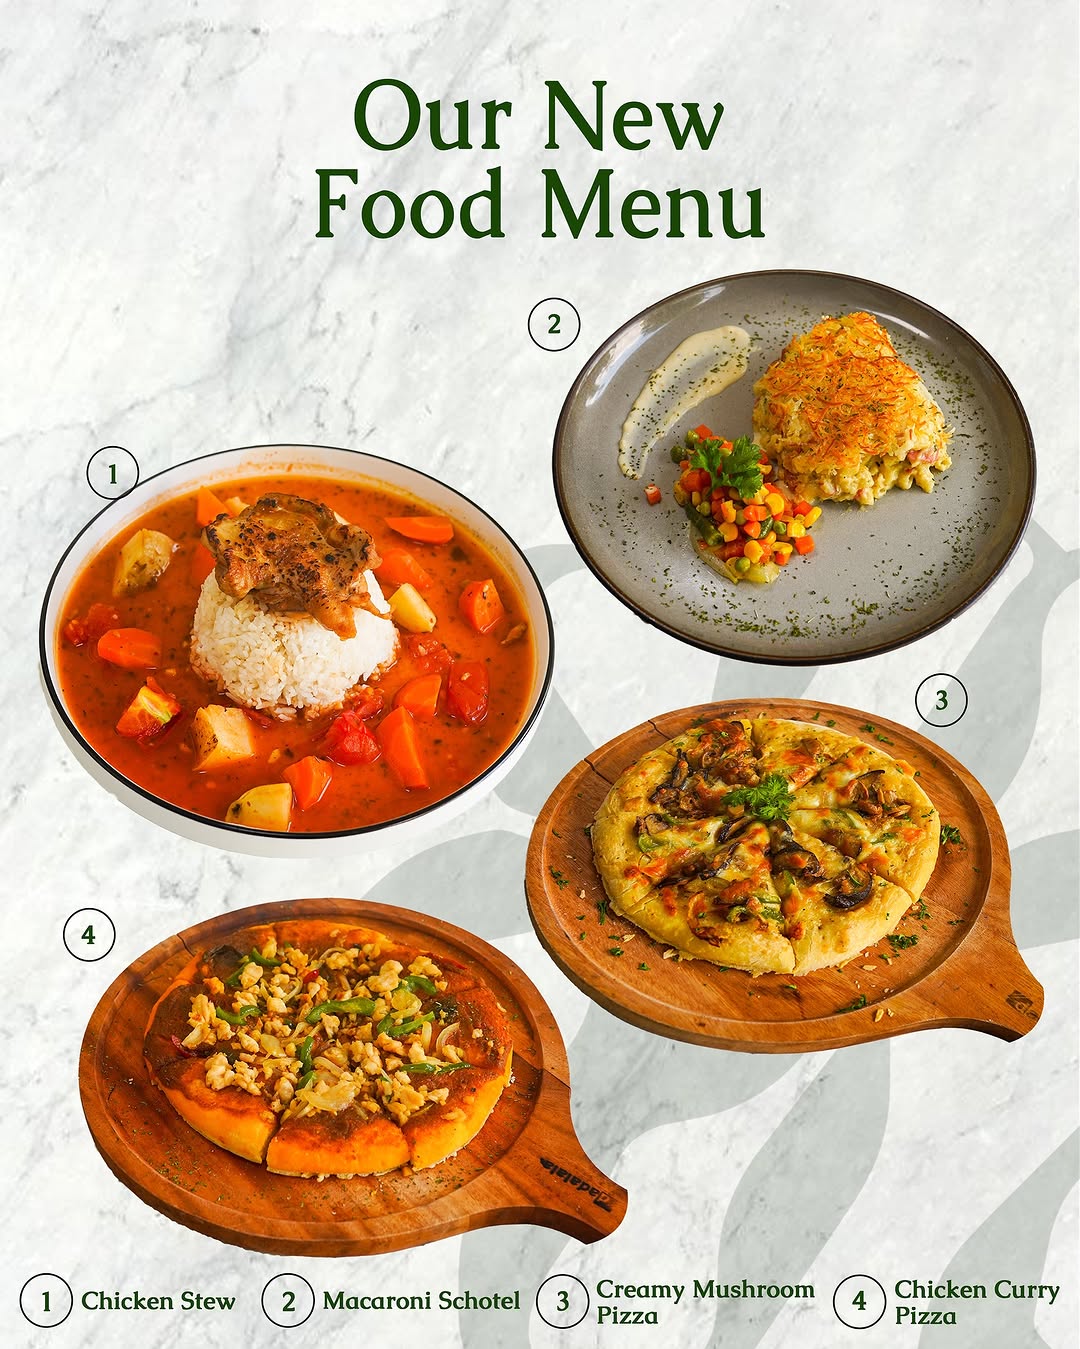 Our New
Food Menu
2
1
3
4
1 Chicken Stew
2 Macaroni Schotel
3 Creamy Mushroom
Pizza
4 Chicken Curry
Pizza